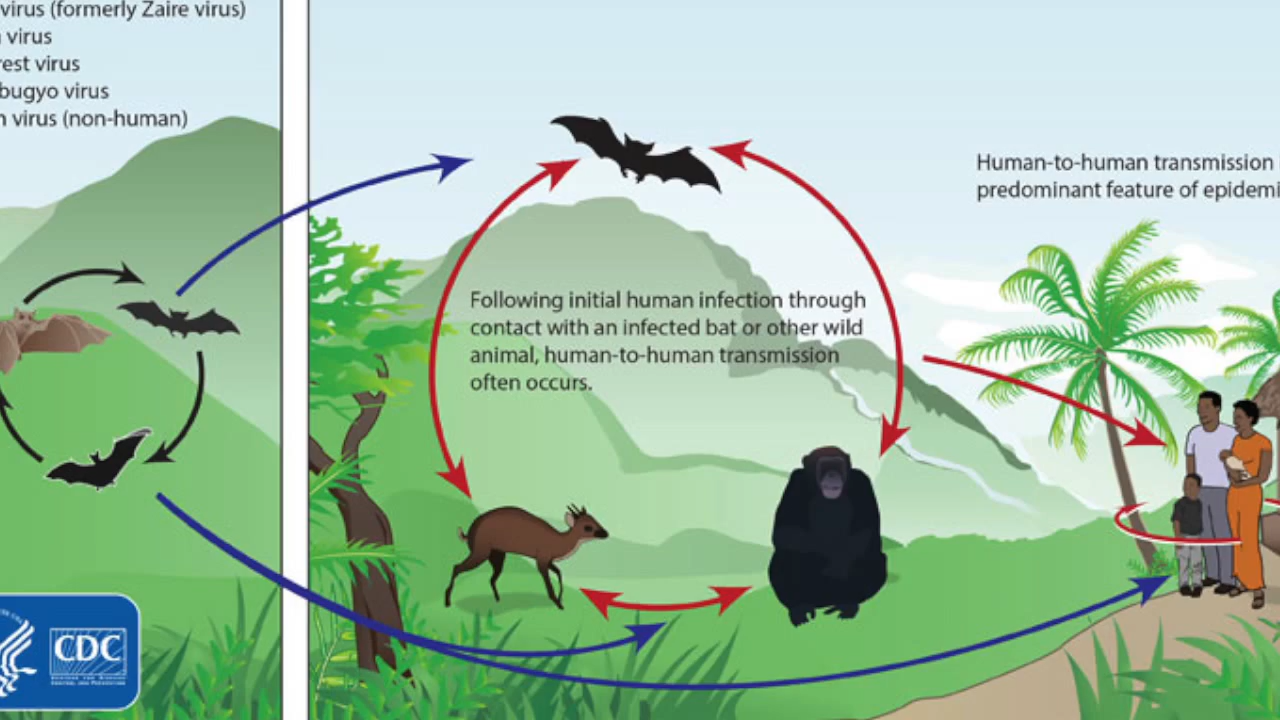 virus (formerly Zaire virus)
virus
est virus
bugyo virus
virus (non-human)
Following initial human infection through
contact with an infected bat or other wild
animal, human-to-human transmission
often occurs.
Human-to-human transmission
predominant feature of epidemi
CDC